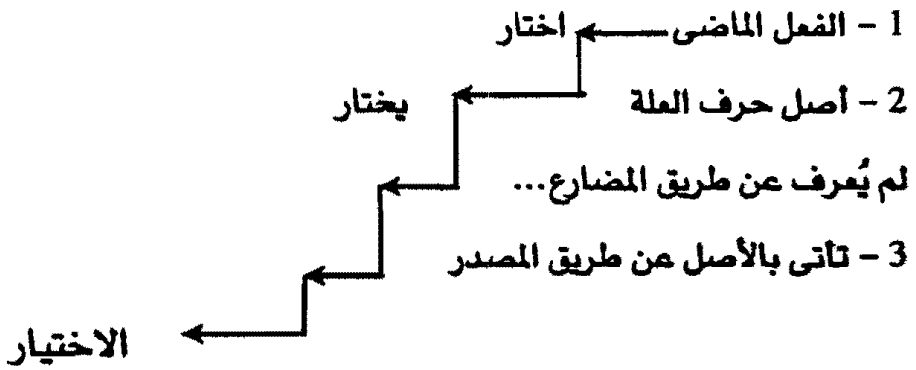 1 – الفعل الماضى اختار
2 – أصل حرف العلة يختار
لم يُعرف عن طريق المضارع...
3 – تأتى بالأصل عن طريق المصدر
الاختيار